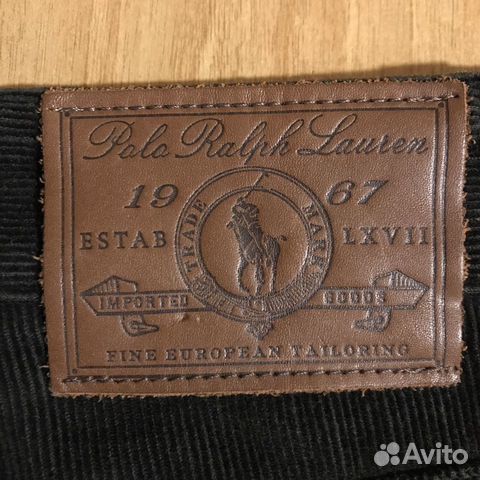 Polo Ralph Lauren
19 67
ESTAB LXVII
TRADE MARK
IMPORTED GOODS
FINE EUROPEAN TAILORING
Avito